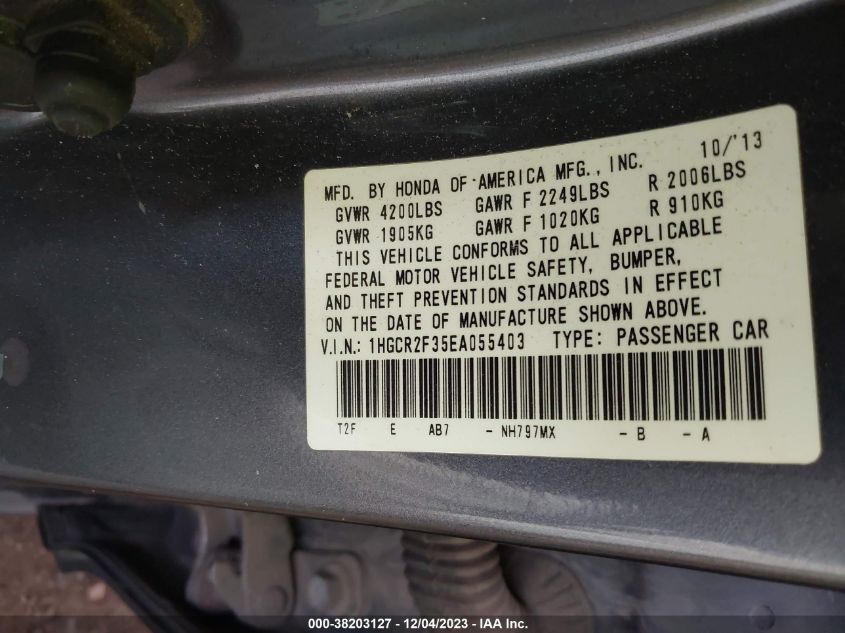 10/'13
MFD. BY HONDA OF AMERICA MFG., INC.
GVWR 4200LBS GAWR F 2249LBS R 2006LBS
GVWR 1905KG GAWR F 1020KG R 910KG
THIS VEHICLE CONFORMS TO ALL APPLICABLE
FEDERAL MOTOR VEHICLE SAFETY, BUMPER,
AND THEFT PREVENTION STANDARDS IN EFFECT
ON THE DATE OF MANUFACTURE SHOWN ABOVE.
V.I.N.: 1HGCR2F35EA055403 TYPE: PASSENGER CAR
T2F E AB7 - NH797MX - B - A
000-38203127 - 12/04/2023 - IAA Inc.